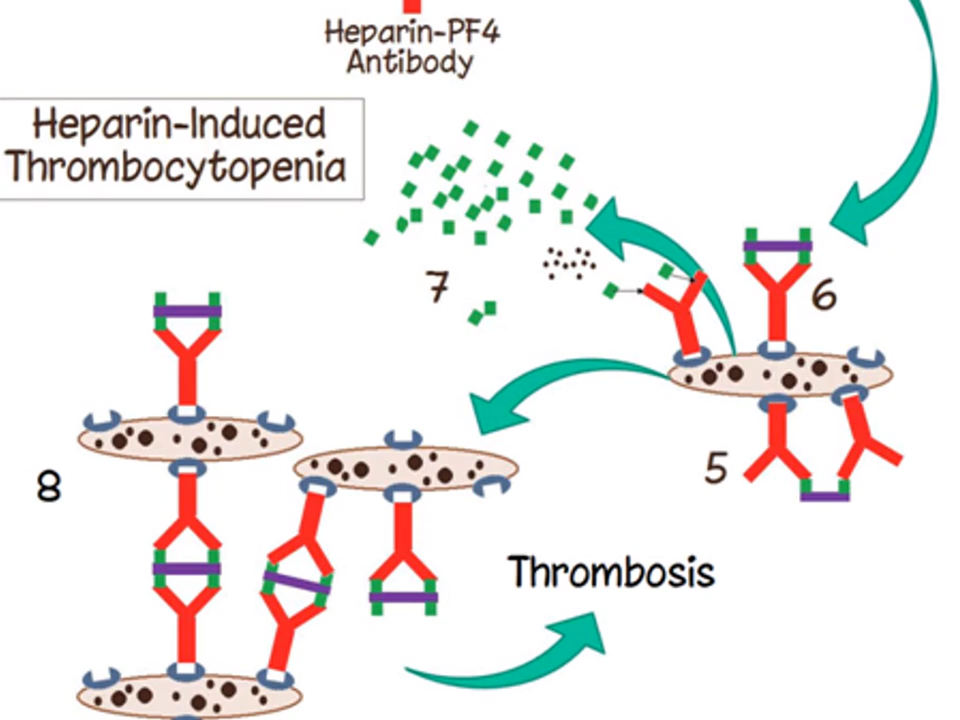 Heparin-PF4
Antibody
Heparin-Induced
Thrombocytopenia
7
6
5
8
Thrombosis